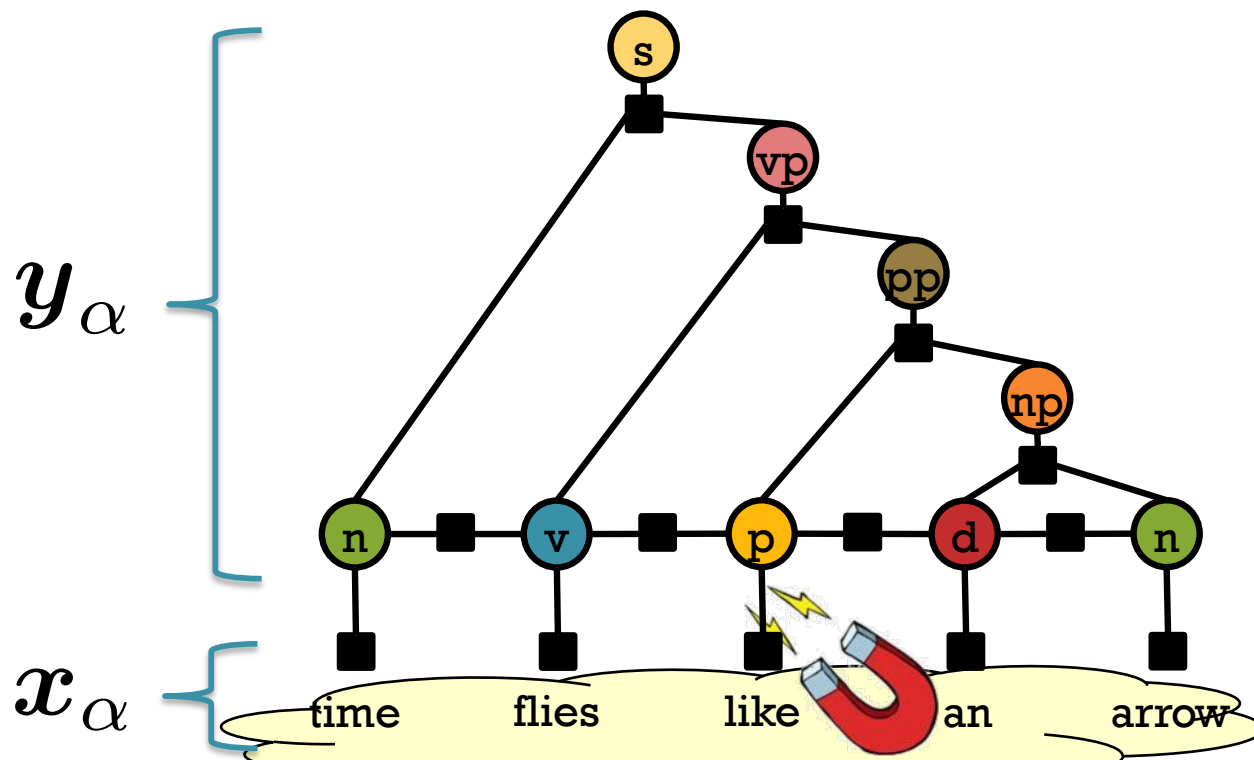 s
vp
pp
np
y_α
n v p d n
x_α
time flies like an arrow